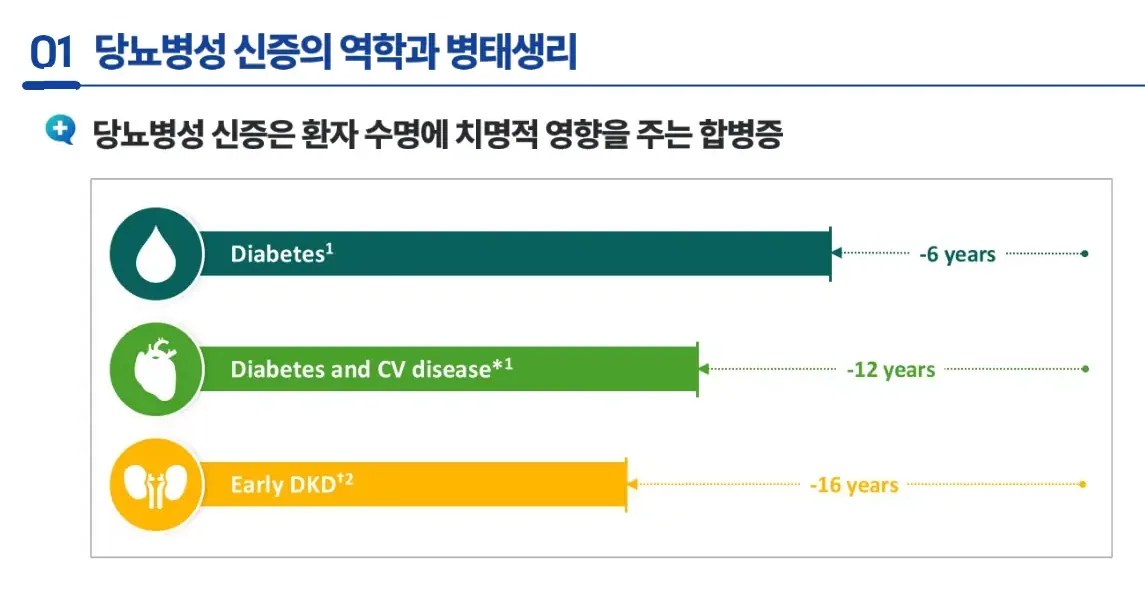 01 당뇨병성 신증의 역학과 병태생리
당뇨병성 신증은 환자 수명에 치명적 영향을 주는 합병증
Diabetes¹ -6 years
Diabetes and CV disease*¹ -12 years
Early DKD†² -16 years